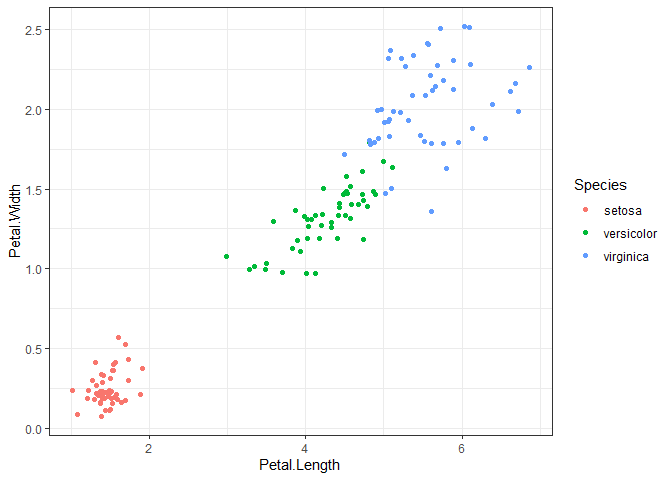 2.5
2.0
1.5
1.0
0.5
0.0
Petal.Width
2 4 6
Petal.Length
Species
setosa
versicolor
virginica